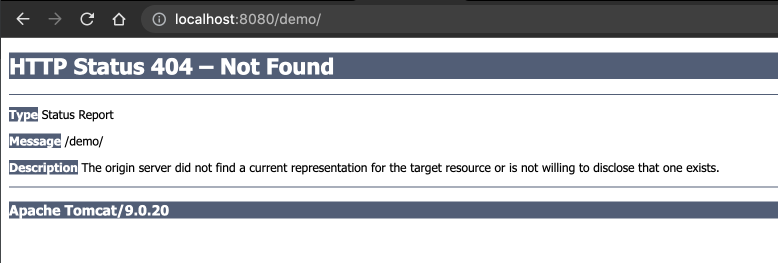 localhost:8080/demo/
HTTP Status 404 – Not Found
Type Status Report
Message /demo/
Description The origin server did not find a current representation for the target resource or is not willing to disclose that one exists.
Apache Tomcat/9.0.20